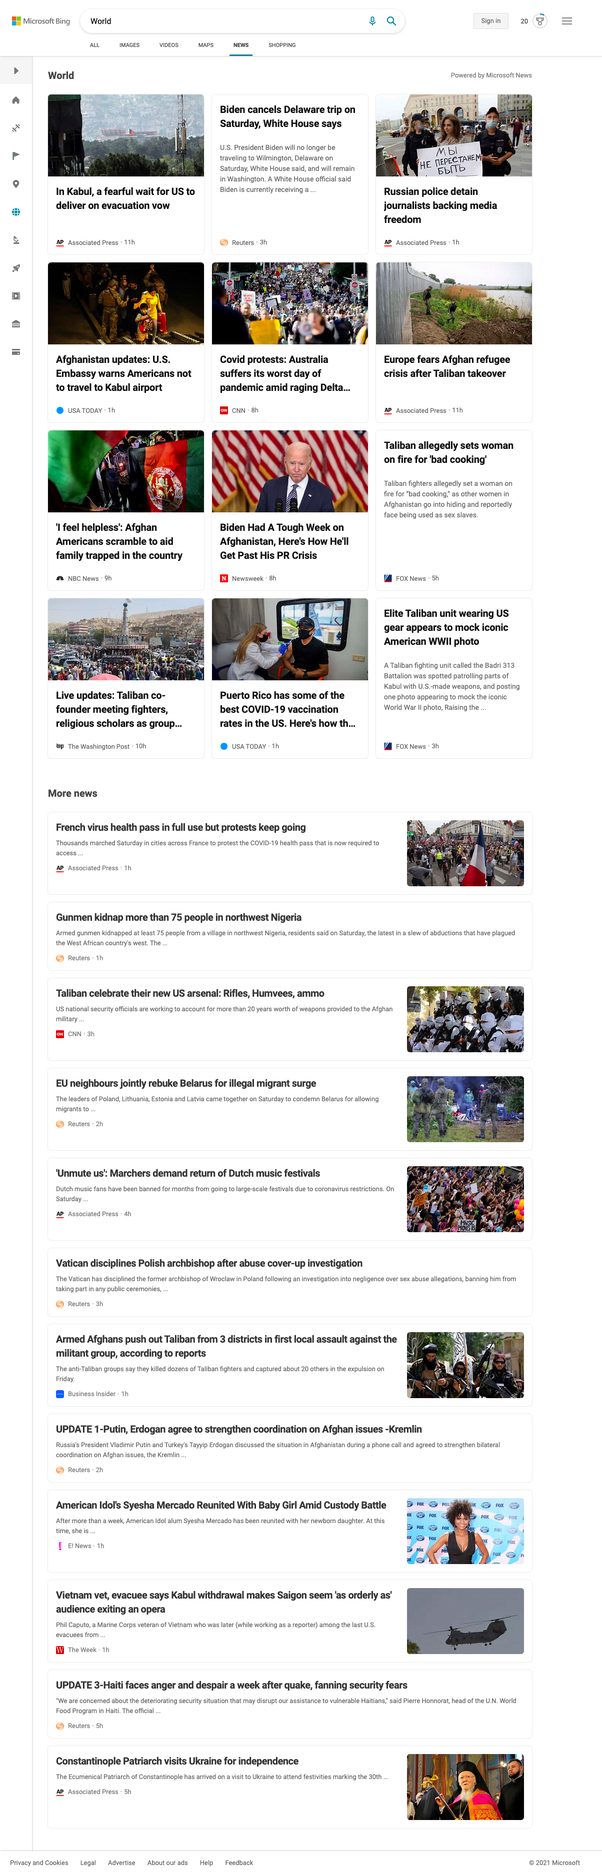 Microsoft Bing
World
Sign in
20
ALL
IMAGES
VIDEOS
MAPS
NEWS
SHOPPING
World
Powered by Microsoft News
In Kabul, a fearful wait for US to
deliver on evacuation vow
AP Associated Press · 11h
Biden cancels Delaware trip on
Saturday, White House says
U.S. President Biden will no longer be
traveling to Wilmington, Delaware on
Saturday, White House said, and will remain
in Washington. A White House official said
Biden is currently receiving a ...
Reuters · 3h
МЫ
НЕ ПЕРЕСТАНЕМ
БЫТЬ
Russian police detain
journalists backing media
freedom
AP Associated Press · 1h
Afghanistan updates: U.S.
Embassy warns Americans not
to travel to Kabul airport
USA TODAY · 1h
Covid protests: Australia
suffers its worst day of
pandemic amid raging Delta...
CNN · 8h
Europe fears Afghan refugee
crisis after Taliban takeover
AP Associated Press · 11h
'I feel helpless': Afghan
Americans scramble to aid
family trapped in the country
NBC News · 9h
Biden Had A Tough Week on
Afghanistan, Here's How He'll
Get Past His PR Crisis
N Newsweek · 8h
Taliban allegedly sets woman
on fire for 'bad cooking'
Taliban fighters allegedly set a woman on
fire for "bad cooking," as other women in
Afghanistan go into hiding and reportedly
face being used as sex slaves.
FOX News · 5h
Live updates: Taliban co-
founder meeting fighters,
religious scholars as group...
wp The Washington Post · 10h
Puerto Rico has some of the
best COVID-19 vaccination
rates in the US. Here's how th...
USA TODAY · 1h
Elite Taliban unit wearing US
gear appears to mock iconic
American WWII photo
A Taliban fighting unit called the Badri 313
Battalion was spotted patrolling parts of
Kabul with U.S.-made weapons, and posting
one photo appearing to mock the iconic
World War II photo, Raising the ...
FOX News · 3h
More news
French virus health pass in full use but protests keep going
Thousands marched Saturday in cities across France to protest the COVID-19 health pass that is now required to
access ...
AP Associated Press · 1h
Gunmen kidnap more than 75 people in northwest Nigeria
Armed gunmen kidnapped at least 75 people from a village in northwest Nigeria, residents said on Saturday, the latest in a slew of abductions that have plagued
the West African country's west. The ...
Reuters · 1h
Taliban celebrate their new US arsenal: Rifles, Humvees, ammo
US national security officials are working to account for more than 20 years worth of weapons provided to the Afghan
military ...
CNN · 3h
EU neighbours jointly rebuke Belarus for illegal migrant surge
The leaders of Poland, Lithuania, Estonia and Latvia came together on Saturday to condemn Belarus for allowing
migrants to ...
Reuters · 2h
'Unmute us': Marchers demand return of Dutch music festivals
Dutch music fans have been banned for months from going to large-scale festivals due to coronavirus restrictions. On
Saturday ...
AP Associated Press · 4h
Vatican disciplines Polish archbishop after abuse cover-up investigation
The Vatican has disciplined the former archbishop of Wroclaw in Poland following an investigation into negligence over sex abuse allegations, banning him from
taking part in any public ceremonies, ...
Reuters · 3h
Armed Afghans push out Taliban from 3 districts in first local assault against the
militant group, according to reports
The anti-Taliban groups say they killed dozens of Taliban fighters and captured about 20 others in the expulsion on
Friday.
Business Insider · 1h
UPDATE 1-Putin, Erdogan agree to strengthen coordination on Afghan issues -Kremlin
Russia's President Vladimir Putin and Turkey's Tayyip Erdogan discussed the situation in Afghanistan during a phone call and agreed to strengthen bilateral
coordination on Afghan issues, the Kremlin ...
Reuters · 2h
American Idol's Syesha Mercado Reunited With Baby Girl Amid Custody Battle
After more than a week, American Idol alum Syesha Mercado has been reunited with her newborn daughter. At this
time, she is ...
E! News · 1h
FOX
Vietnam vet, evacuee says Kabul withdrawal makes Saigon seem 'as orderly as'
audience exiting an opera
Phil Caputo, a Marine Corps veteran of Vietnam who was later (while working as a reporter) among the last U.S.
evacuees from ...
W The Week · 1h
UPDATE 3-Haiti faces anger and despair a week after quake, fanning security fears
"We are concerned about the deteriorating security situation that may disrupt our assistance to vulnerable Haitians," said Pierre Honnorat, head of the U.N. World
Food Program in Haiti. The official ...
Reuters · 5h
Constantinople Patriarch visits Ukraine for independence
The Ecumenical Patriarch of Constantinople has arrived on a visit to Ukraine to attend festivities marking the 30th ...
AP Associated Press · 5h
Privacy and Cookies
Legal
Advertise
About our ads
Help
Feedback
© 2021 Microsoft